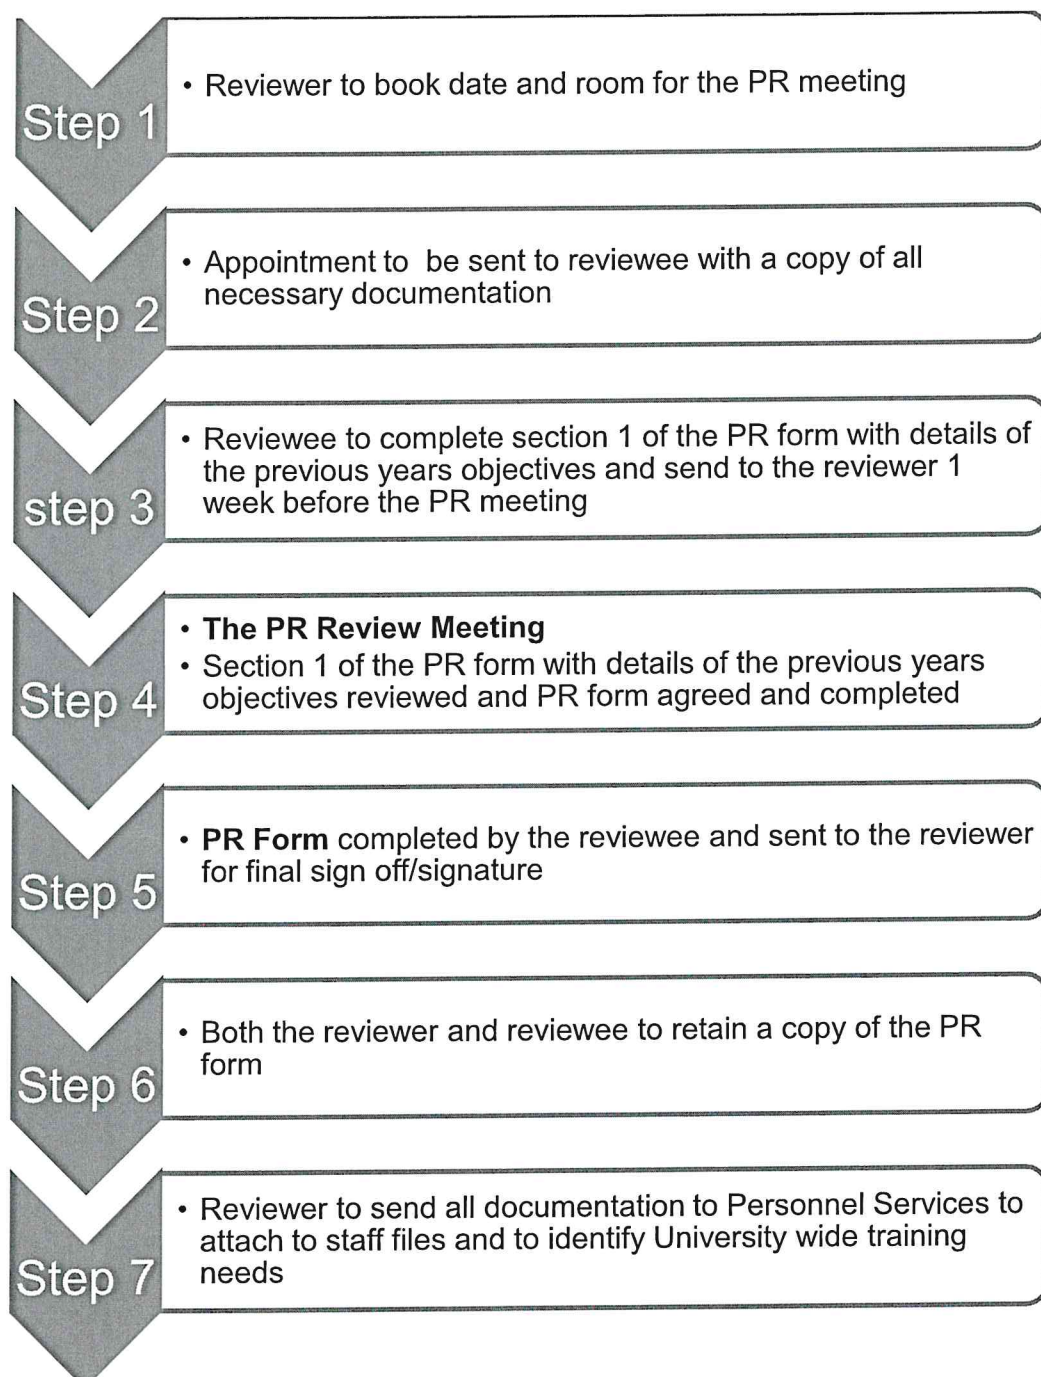 Step 1
• Reviewer to book date and room for the PR meeting
Step 2
• Appointment to  be sent to reviewee with a copy of all
necessary documentation
step 3
• Reviewee to complete section 1 of the PR form with details of
the previous years objectives and send to the reviewer 1
week before the PR meeting
Step 4
• The PR Review Meeting
• Section 1 of the PR form with details of the previous years
objectives reviewed and PR form agreed and completed
Step 5
• PR Form completed by the reviewee and sent to the reviewer
for final sign off/signature
Step 6
• Both the reviewer and reviewee to retain a copy of the PR
form
Step 7
• Reviewer to send all documentation to Personnel Services to
attach to staff files and to identify University wide training
needs